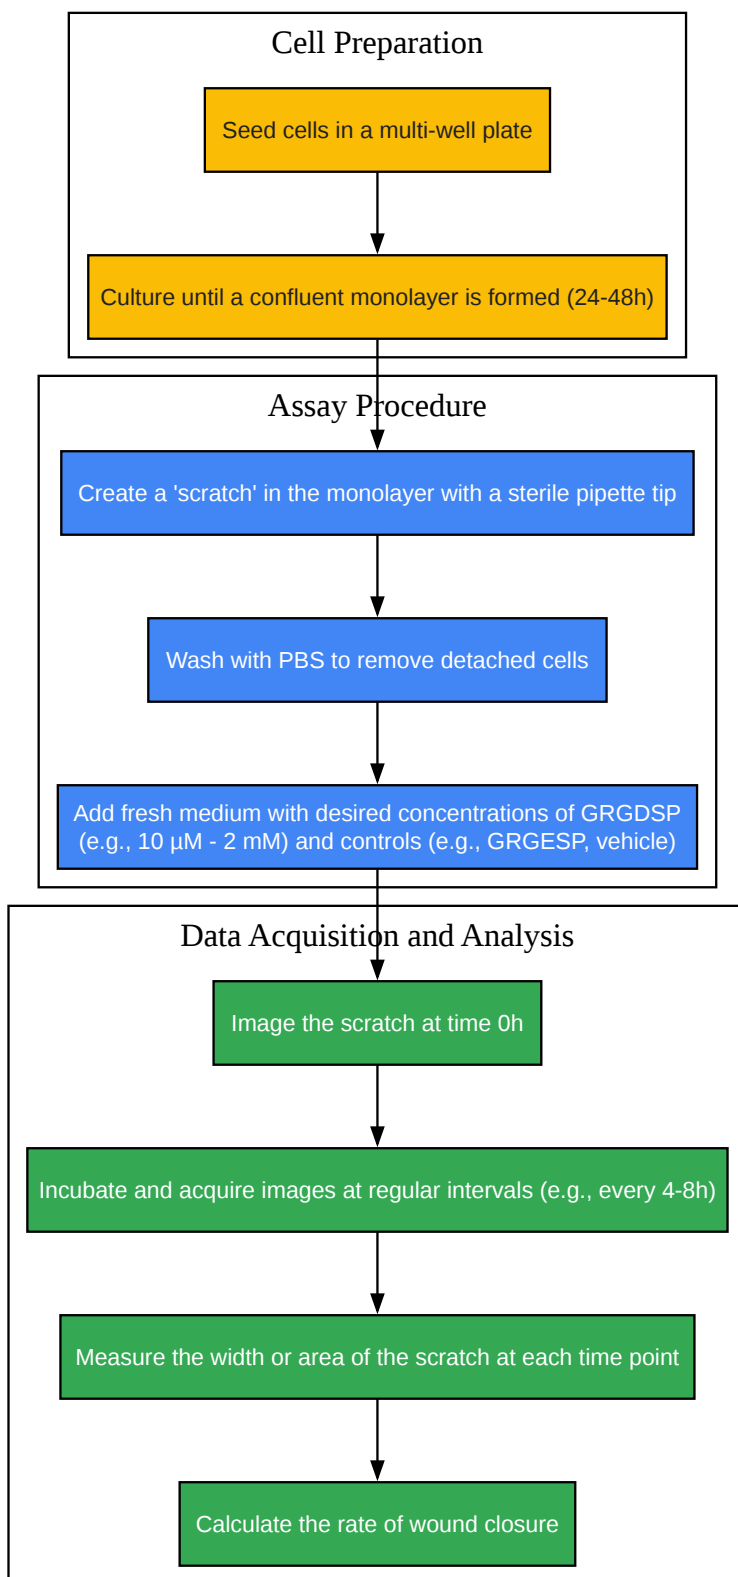 Cell Preparation
Seed cells in a multi-well plate
Culture until a confluent monolayer is formed (24-48h)
Assay Procedure
Create a 'scratch' in the monolayer with a sterile pipette tip
Wash with PBS to remove detached cells
Add fresh medium with desired concentrations of GRGDSP
(e.g., 10 µM - 2 mM) and controls (e.g., GRGESP, vehicle)
Data Acquisition and Analysis
Image the scratch at time 0h
Incubate and acquire images at regular intervals (e.g., every 4-8h)
Measure the width or area of the scratch at each time point
Calculate the rate of wound closure